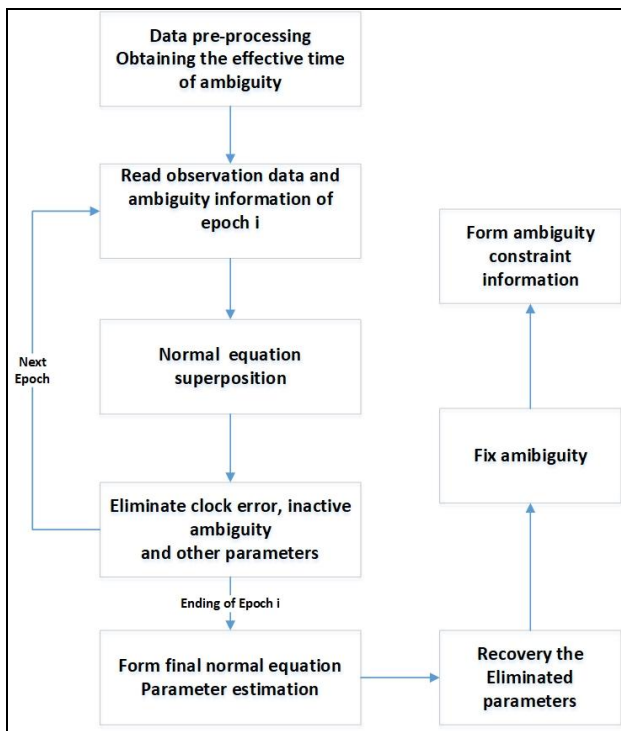 Data pre-processing
Obtaining the effective time
of ambiguity
Read observation data and
ambiguity information of
epoch i
Normal equation
superposition
Next
Epoch
Eliminate clock error, inactive
ambiguity
and other parameters
Ending of Epoch i
Form final normal equation
Parameter estimation
Recovery the
Eliminated
parameters
Fix amibiguity
Form ambiguity
constraint
information